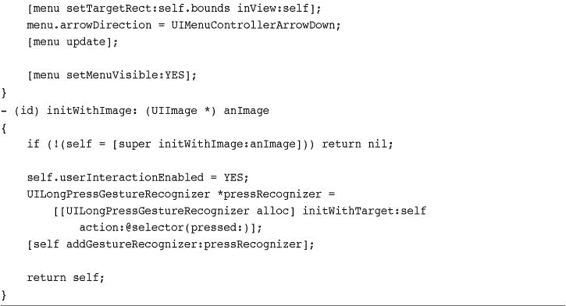 [menu setTargetRect:self.bounds inView:self];
menu.arrowDirection = UIMenuControllerArrowDown;
[menu update];
[menu setMenuVisible:YES];
}
- (id) initWithImage: (UIImage *) anImage
{
if (!(self = [super initWithImage:anImage])) return nil;
self.userInteractionEnabled = YES;
UILongPressGestureRecognizer *pressRecognizer =
[[UILongPressGestureRecognizer alloc] initWithTarget:self
action:@selector(pressed:)];
[self addGestureRecognizer:pressRecognizer];
return self;
}